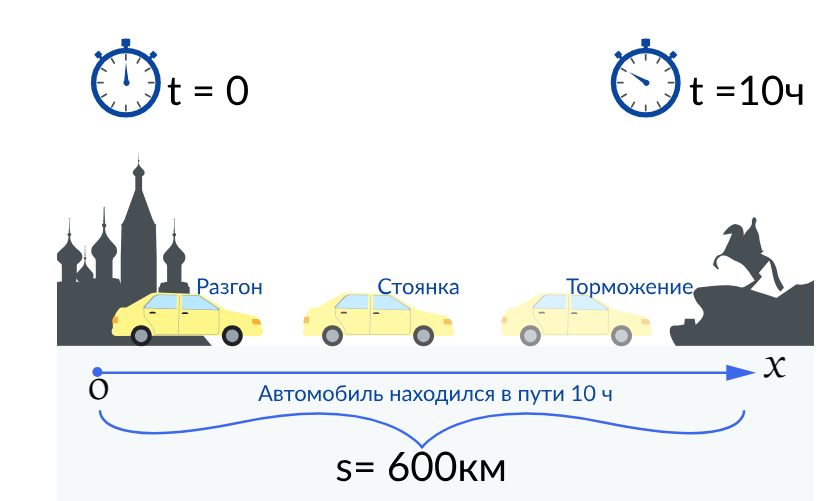 t = 0
t =10ч
Разгон
Стоянка
Торможение
x
o
Автомобиль находился в пути 10 ч
s= 600км